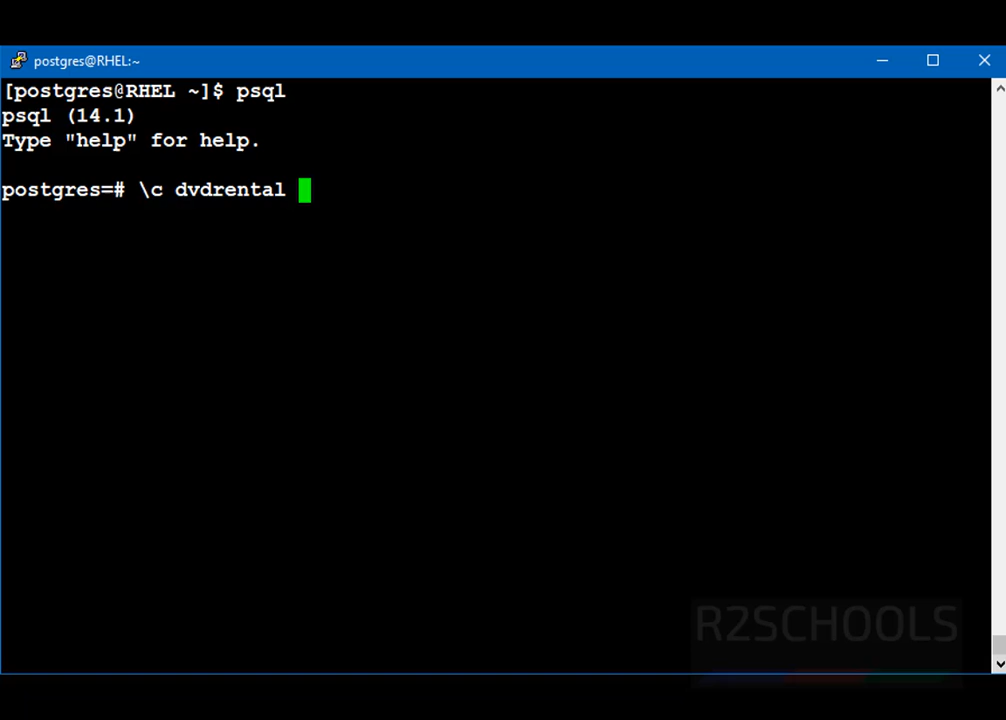 postgres@RHEL:~
[postgres@RHEL ~]$ psql
psql (14.1)
Type "help" for help.
postgres=# \c dvdrental
R2SCHOOLS